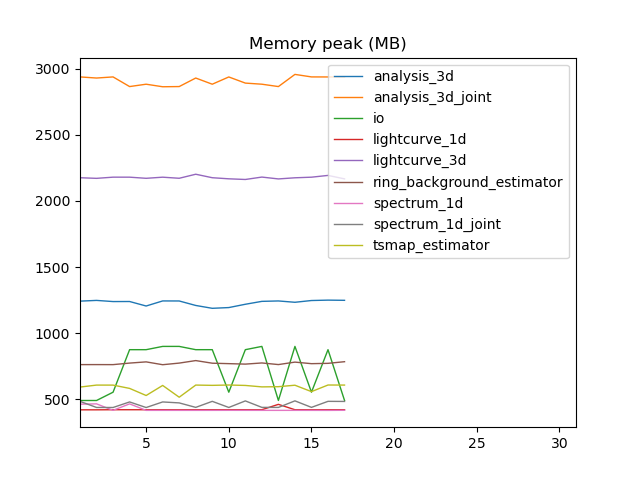 Memory peak (MB)
3000
2500
2000
1500
1000
500
analysis_3d
analysis_3d_joint
io
lightcurve_1d
lightcurve_3d
ring_background_estimator
spectrum_1d
spectrum_1d_joint
tsmap_estimator
5 10 15 20 25 30